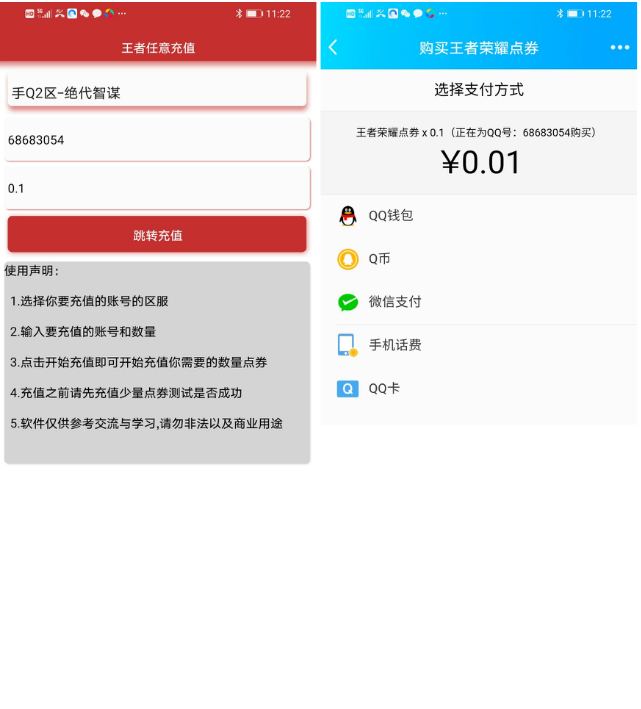 11:22
王者任意充值
手Q2区-绝代智谋
68683054
0.1
跳转充值
使用声明：
1.选择你要充值的账号的区服
2.输入要充值的账号和数量
3.点击开始充值即可开始充值你需要的数量点券
4.充值之前请先充值少量点券测试是否成功
5.软件仅供参考交流与学习,请勿非法以及商业用途
11:22
购买王者荣耀点券
选择支付方式
王者荣耀点券 x 0.1（正在为QQ号：68683054购买）
¥0.01
QQ钱包
Q币
微信支付
手机话费
QQ卡